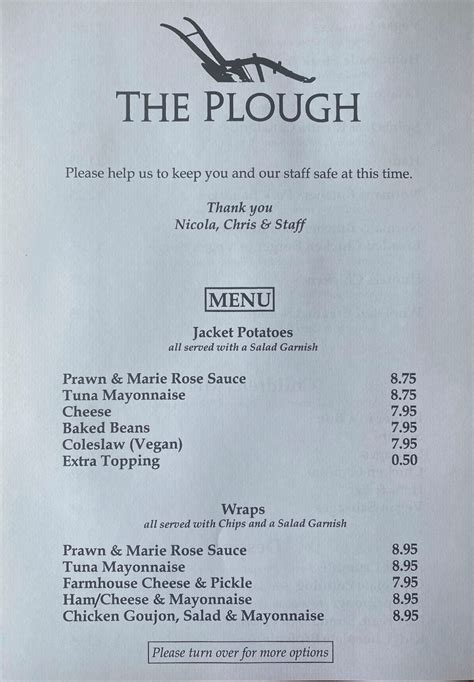 THE PLOUGH
Please help us to keep you and our staff safe at this time.
Thank you
Nicola, Chris & Staff
MENU
Jacket Potatoes
all served with a Salad Garnish
Prawn & Marie Rose Sauce 8.75
Tuna Mayonnaise 8.75
Cheese 7.95
Baked Beans 7.95
Coleslaw (Vegan) 7.95
Extra Topping 0.50
Wraps
all served with Chips and a Salad Garnish
Prawn & Marie Rose Sauce 8.95
Tuna Mayonnaise 8.95
Farmhouse Cheese & Pickle 7.95
Ham/Cheese & Mayonnaise 8.95
Chicken Goujon, Salad & Mayonnaise 8.95
Please turn over for more options